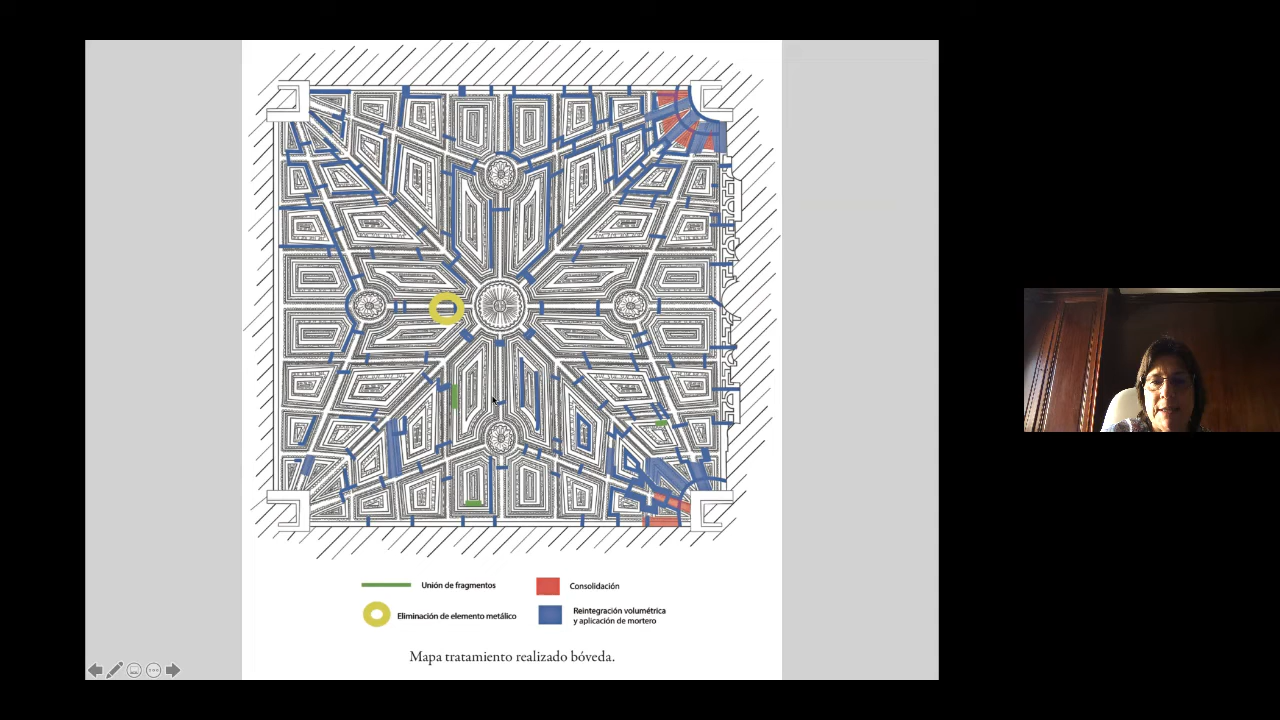 Unión de fragmentos
Consolidación
Eliminación de elemento metálico
Reintegración volumétrica
y aplicación de mortero
Mapa tratamiento realizado bóveda.